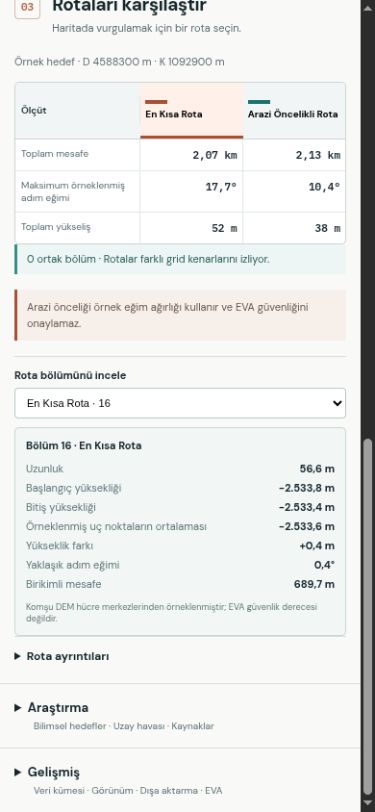 03 Rotaları karşılaştır
Haritada vurgulamak için bir rota seçin.
Örnek hedef · D 4588300 m · K 1092900 m
Ölçüt En Kısa Rota Arazi Öncelikli Rota
Toplam mesafe 2,07 km 2,13 km
Maksimum örneklenmiş
adım eğimi 17,7° 10,4°
Toplam yükseliş 52 m 38 m
0 ortak bölüm · Rotalar farklı grid kenarlarını izliyor.
Arazi önceliği örnek eğim ağırlığı kullanır ve EVA güvenliğini
onaylamaz.
Rota bölümünü incele
En Kısa Rota · 16
Bölüm 16 · En Kısa Rota
Uzunluk 56,6 m
Başlangıç yüksekliği -2.533,8 m
Bitiş yüksekliği -2.533,4 m
Örneklenmiş uç noktaların ortalaması -2.533,6 m
Yükseklik farkı +0,4 m
Yaklaşık adım eğimi 0,4°
Birikimli mesafe 689,7 m
Komşu DEM hücre merkezlerinden örneklenmiştir; EVA güvenlik derecesi
değildir.
Rota ayrıntıları
Araştırma
Bilimsel hedefler · Uzay havası · Kaynaklar
Gelişmiş
Veri kümesi · Görünüm · Dışa aktarma · EVA